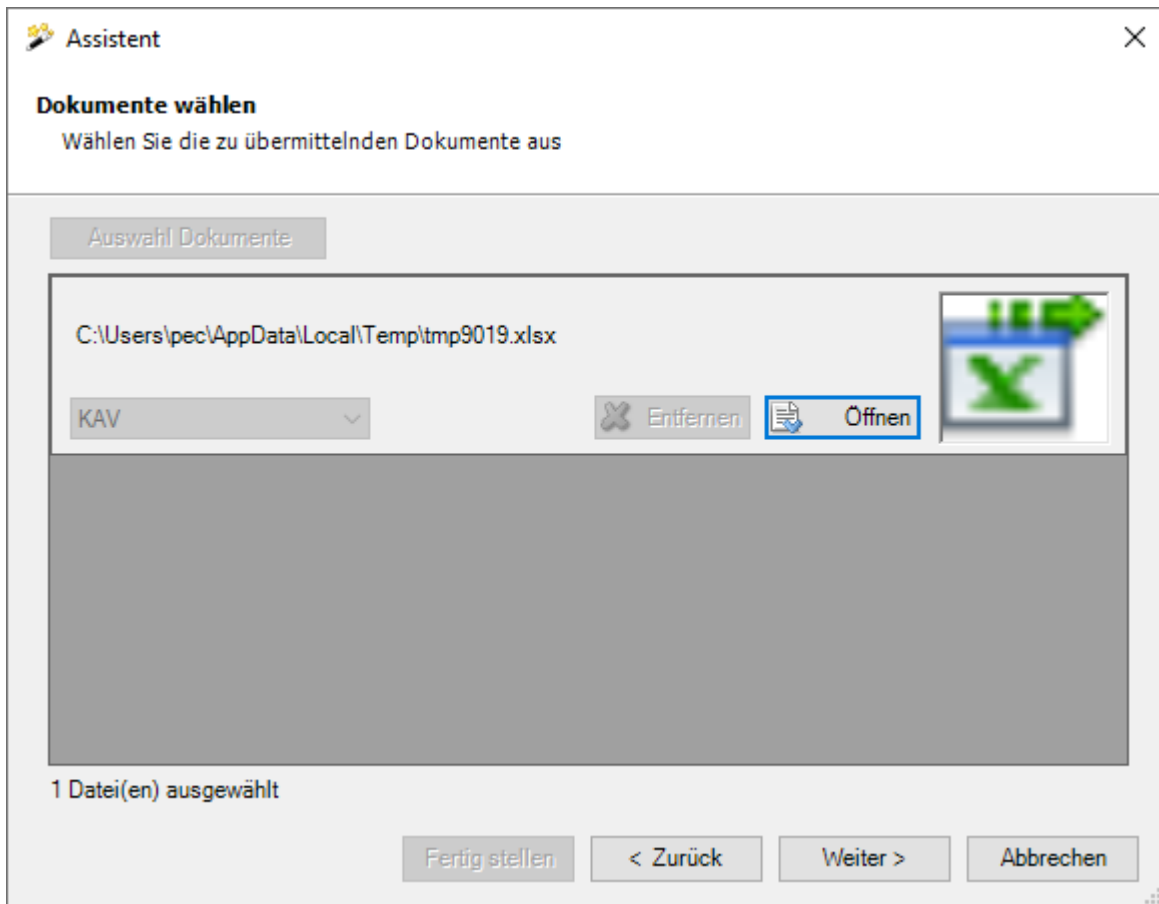 Assistent
Dokumente wählen
Wählen Sie die zu übermittelnden Dokumente aus
Auswahl Dokumente
C:\Users\pec\AppData\Local\Temp\tmp9019.xlsx
KAV
Entfernen
Öffnen
1 Datei(en) ausgewählt
Fertig stellen
< Zurück
Weiter >
Abbrechen